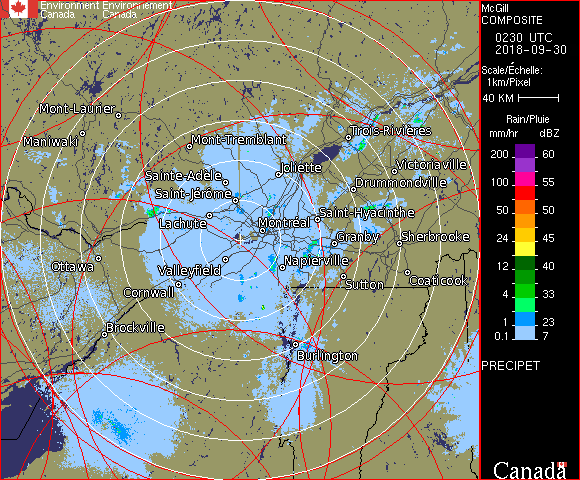 Environment Environnement
Canada Canada
McGill
COMPOSITE
0230 UTC
2018-09-30
Scale/Échelle:
1km/Pixel
40 KM
Rain/Pluie
mm/hr dBZ
200 60
100 55
50 50
24 45
12 40
4 33
1 23
0.1 7
PRECIPET
Canada
Mont-Laurier
Maniwaki
Mont-Tremblant
Trois-Rivières
Sainte-Adèle
Joliette
Victoriaville
Saint-Jérôme
Drummondville
Lachute
Montréal
Saint-Hyacinthe
Granby
Sherbrooke
Ottawa
Valleyfield
Napierville
Cornwall
Sutton
Coaticook
Brockville
Burlington